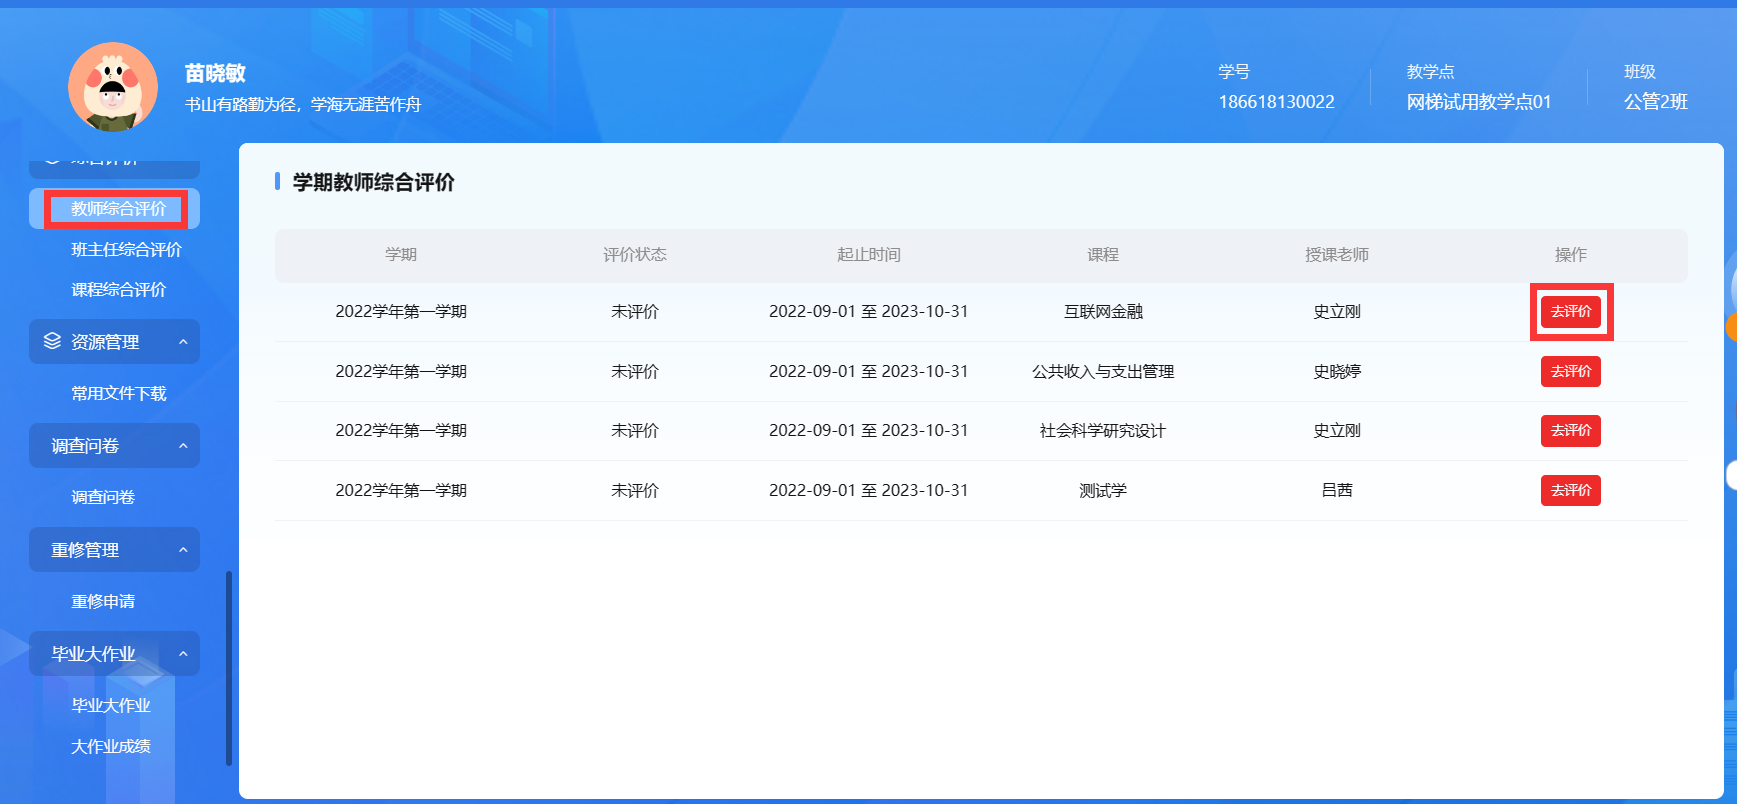 苗晓敏
书山有路勤为径，学海无涯苦作舟
学号
186618130022
教学点
网梯试用教学点01
班级
公管2班
综合评价
教师综合评价
班主任综合评价
课程综合评价
资源管理
常用文件下载
调查问卷
调查问卷
重修管理
重修申请
毕业大作业
毕业大作业
大作业成绩
学期教师综合评价
学期 评价状态 起止时间 课程 授课老师 操作
2022学年第一学期 未评价 2022-09-01 至 2023-10-31 互联网金融 史立刚 去评价
2022学年第一学期 未评价 2022-09-01 至 2023-10-31 公共收入与支出管理 史晓婷 去评价
2022学年第一学期 未评价 2022-09-01 至 2023-10-31 社会科学研究设计 史立刚 去评价
2022学年第一学期 未评价 2022-09-01 至 2023-10-31 测试学 吕茜 去评价